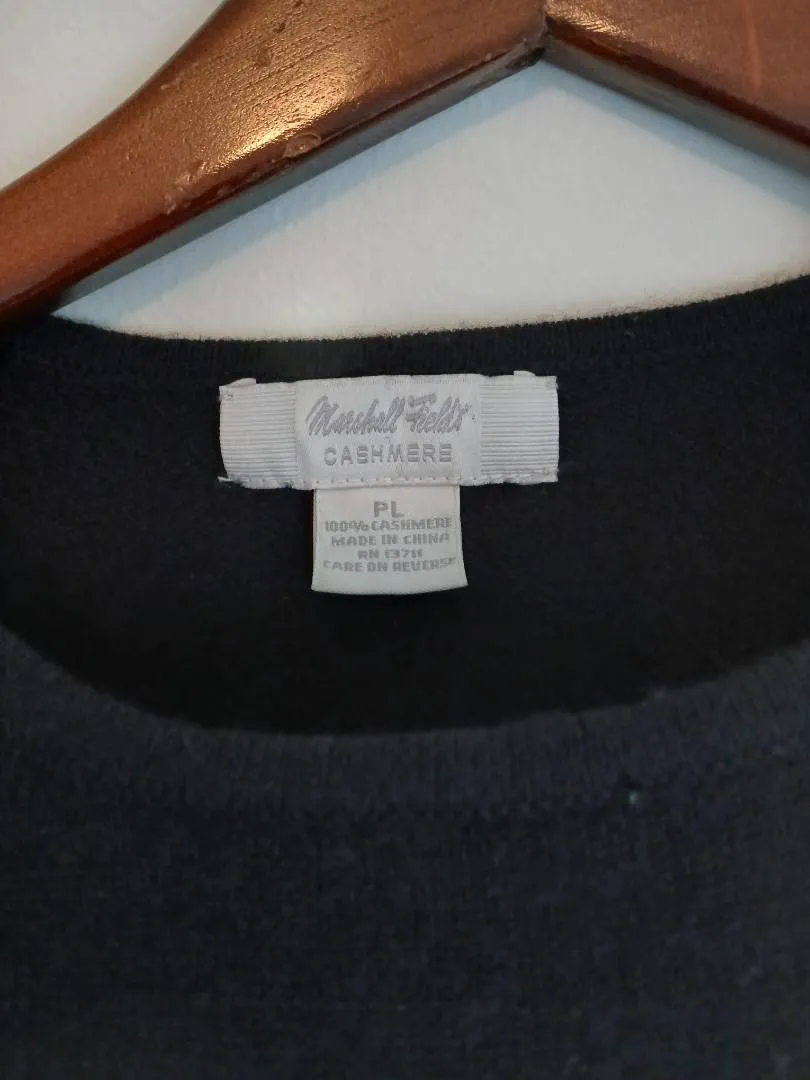 Marshall Field's
CASHMERE
PL
100% CASHMERE
MADE IN CHINA
RN 13711
CARE ON REVERSE